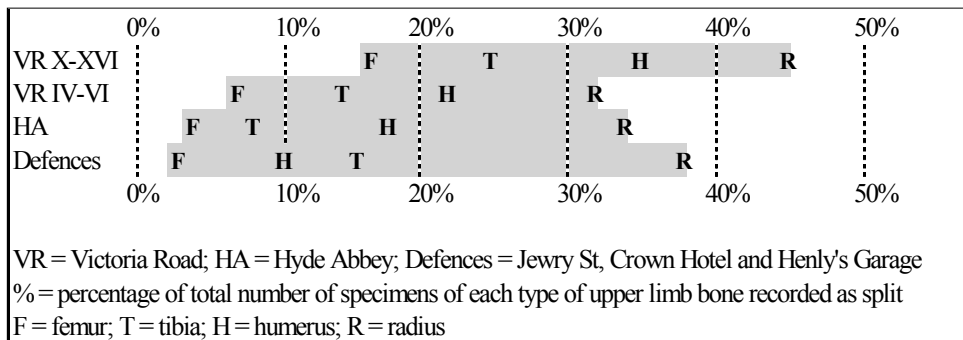 0% 10% 20% 30% 40% 50%
VR X-XVI F T H R
VR IV-VI F T H R
HA F T H R
Defences F H T R
0% 10% 20% 30% 40% 50%
VR = Victoria Road; HA = Hyde Abbey; Defences = Jewry St, Crown Hotel and Henly's Garage
% = percentage of total number of specimens of each type of upper limb bone recorded as split
F = femur; T = tibia; H = humerus; R = radius